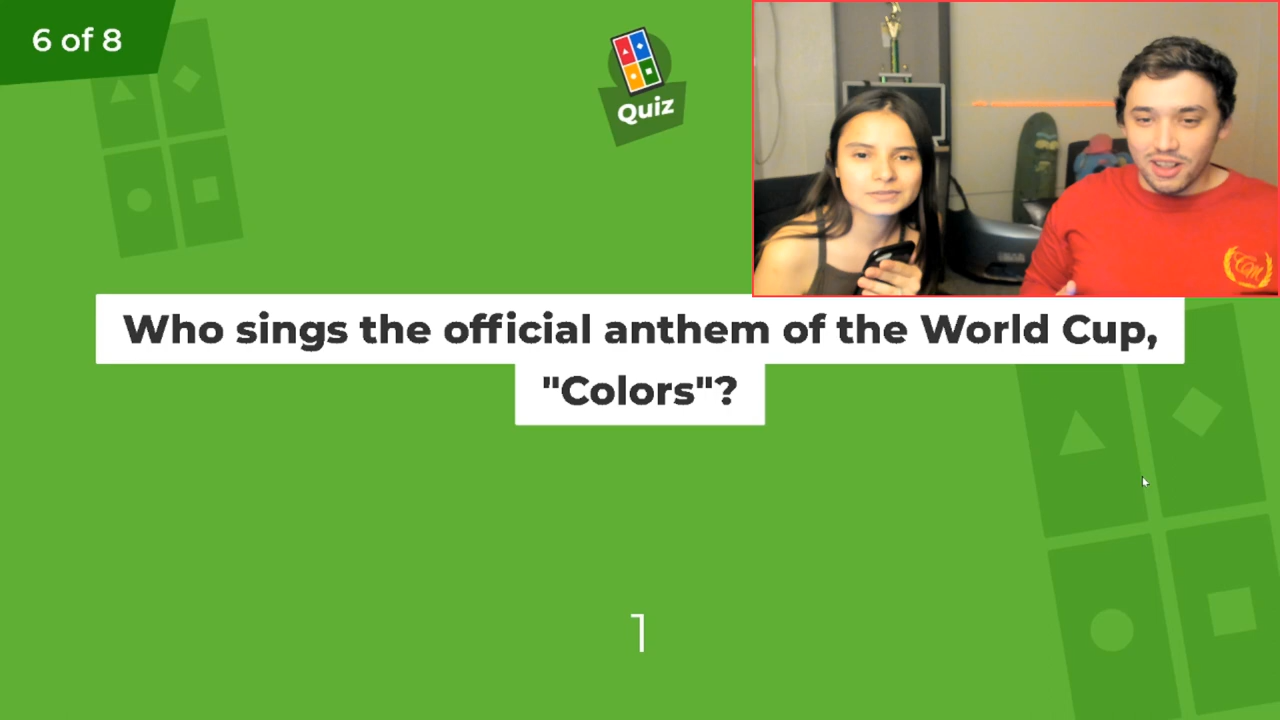 6 of 8
Quiz
Who sings the official anthem of the World Cup,
"Colors"?
1